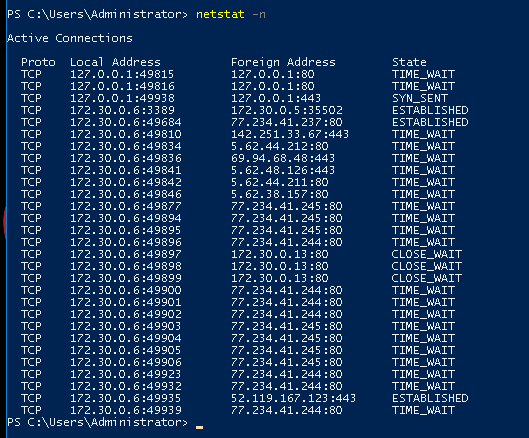 PS C:\Users\Administrator> netstat -n
Active Connections
Proto Local Address Foreign Address State
TCP 127.0.0.1:49815 127.0.0.1:80 TIME_WAIT
TCP 127.0.0.1:49816 127.0.0.1:80 TIME_WAIT
TCP 127.0.0.1:49938 127.0.0.1:443 SYN_SENT
TCP 172.30.0.6:3389 172.30.0.5:35502 ESTABLISHED
TCP 172.30.0.6:49684 77.234.41.237:80 ESTABLISHED
TCP 172.30.0.6:49810 142.251.33.67:443 TIME_WAIT
TCP 172.30.0.6:49834 5.62.44.212:80 TIME_WAIT
TCP 172.30.0.6:49836 69.94.68.48:443 TIME_WAIT
TCP 172.30.0.6:49841 5.62.48.126:443 TIME_WAIT
TCP 172.30.0.6:49842 5.62.44.211:80 TIME_WAIT
TCP 172.30.0.6:49846 5.62.38.157:80 TIME_WAIT
TCP 172.30.0.6:49877 77.234.41.245:80 TIME_WAIT
TCP 172.30.0.6:49894 77.234.41.245:80 TIME_WAIT
TCP 172.30.0.6:49895 77.234.41.244:80 TIME_WAIT
TCP 172.30.0.6:49896 77.234.41.244:80 TIME_WAIT
TCP 172.30.0.6:49897 172.30.0.13:80 CLOSE_WAIT
TCP 172.30.0.6:49898 172.30.0.13:80 CLOSE_WAIT
TCP 172.30.0.6:49899 172.30.0.13:80 CLOSE_WAIT
TCP 172.30.0.6:49900 77.234.41.244:80 TIME_WAIT
TCP 172.30.0.6:49901 77.234.41.244:80 TIME_WAIT
TCP 172.30.0.6:49902 77.234.41.244:80 TIME_WAIT
TCP 172.30.0.6:49903 77.234.41.245:80 TIME_WAIT
TCP 172.30.0.6:49904 77.234.41.245:80 TIME_WAIT
TCP 172.30.0.6:49905 77.234.41.245:80 TIME_WAIT
TCP 172.30.0.6:49906 77.234.41.245:80 TIME_WAIT
TCP 172.30.0.6:49923 77.234.41.244:80 TIME_WAIT
TCP 172.30.0.6:49932 77.234.41.244:80 TIME_WAIT
TCP 172.30.0.6:49935 52.119.167.123:443 ESTABLISHED
TCP 172.30.0.6:49939 77.234.41.244:80 TIME_WAIT
PS C:\Users\Administrator> _